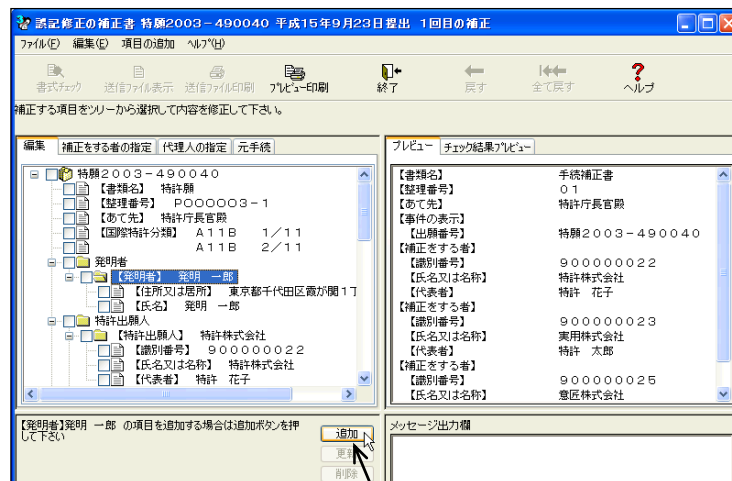 誤記修正の補正書 特願2003-490040 平成15年9月23日提出 1回目の補正
ファイル(F) 編集(E) 項目の追加 ヘルプ(H)
書式チェック 送信ファイル表示 送信ファイル印刷 プレビュー印刷 終了 戻す 全て戻す ヘルプ
補正する項目をツリーから選択して内容を修正して下さい。
編集 補正をする者の指定 代理人の指定 元手続
特願2003-490040
【書類名】 特許願
【整理番号】 PO00003-1
【あて先】 特許庁長官殿
【国際特許分類】 A11B 1/11
A11B 2/11
発明者
【発明者】 発明 一郎
【住所又は居所】 東京都千代田区霞が関1丁
【氏名】 発明 一郎
特許出願人
【特許出願人】 特許株式会社
【識別番号】 900000022
【氏名又は名称】 特許株式会社
【代表者】 特許 花子
プレビュー チェック結果プレビュー
【書類名】 手続補正書
【整理番号】 01
【あて先】 特許庁長官殿
【事件の表示】
【出願番号】 特願2003-490040
【補正をする者】
【識別番号】 900000022
【氏名又は名称】 特許株式会社
【代表者】 特許 花子
【補正をする者】
【識別番号】 900000023
【氏名又は名称】 実用株式会社
【代表者】 特許 太郎
【補正をする者】
【識別番号】 900000025
【氏名又は名称】 意匠株式会社
【発明者】発明 一郎 の項目を追加する場合は追加ボタンを押
して下さい
追加
更新
削除
メッセージ出力欄